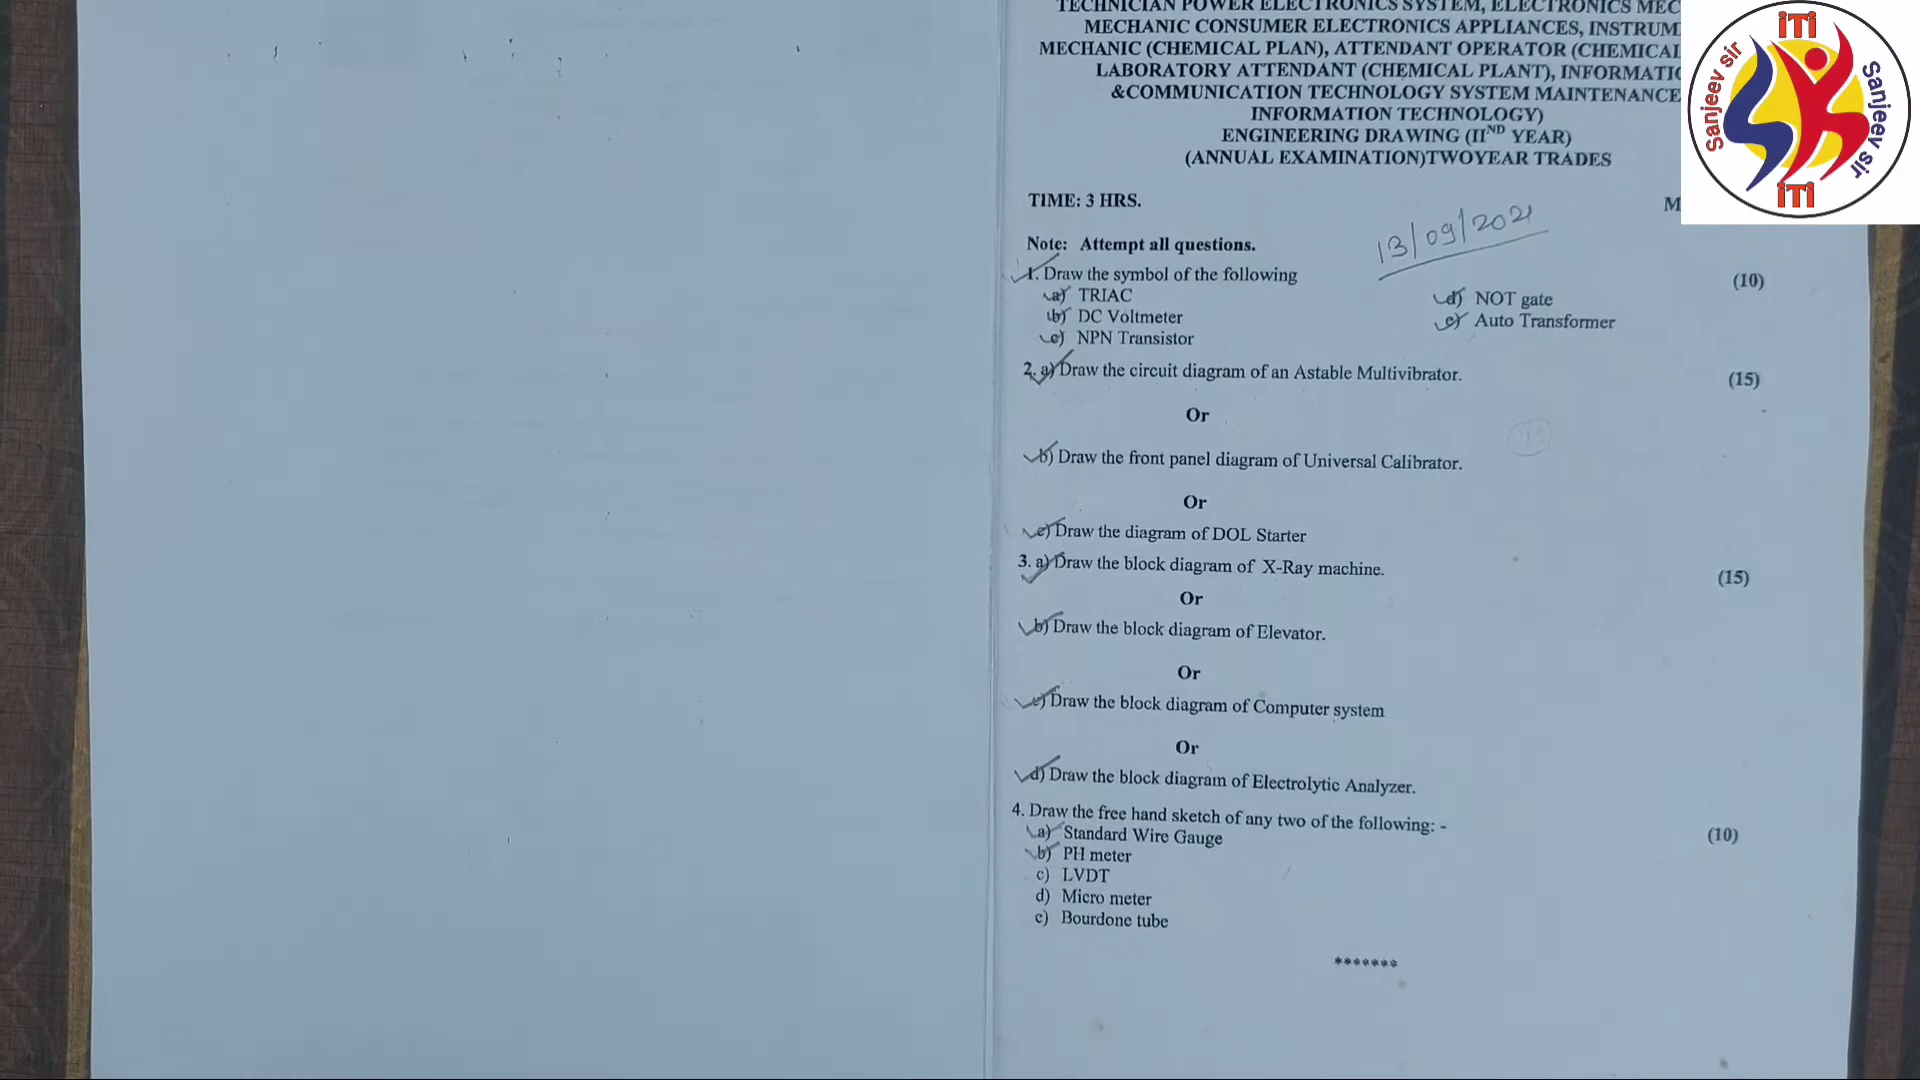 TECHNICIAN POWER ELECTRONICS SYSTEM, ELECTRONICS MEC
MECHANIC CONSUMER ELECTRONICS APPLIANCES, INSTRUM
MECHANIC (CHEMICAL PLAN), ATTENDANT OPERATOR (CHEMICAL
LABORATORY ATTENDANT (CHEMICAL PLANT), INFORMATIO
&COMMUNICATION TECHNOLOGY SYSTEM MAINTENANCE
INFORMATION TECHNOLOGY)
ENGINEERING DRAWING (IIND YEAR)
(ANNUAL EXAMINATION)TWOYEAR TRADES
iTi
Sanjeev sir
Sanjeev sir
iTi
TIME: 3 HRS.
M
13/09/2021
Note: Attempt all questions.
1. Draw the symbol of the following (10)
a) TRIAC d) NOT gate
b) DC Voltmeter e) Auto Transformer
c) NPN Transistor
2. a) Draw the circuit diagram of an Astable Multivibrator. (15)
Or
b) Draw the front panel diagram of Universal Calibrator.
Or
c) Draw the diagram of DOL Starter
3. a) Draw the block diagram of X-Ray machine. (15)
Or
b) Draw the block diagram of Elevator.
Or
c) Draw the block diagram of Computer system
Or
d) Draw the block diagram of Electrolytic Analyzer.
4. Draw the free hand sketch of any two of the following: - (10)
a) Standard Wire Gauge
b) PH meter
c) LVDT
d) Micro meter
e) Bourdone tube
*******